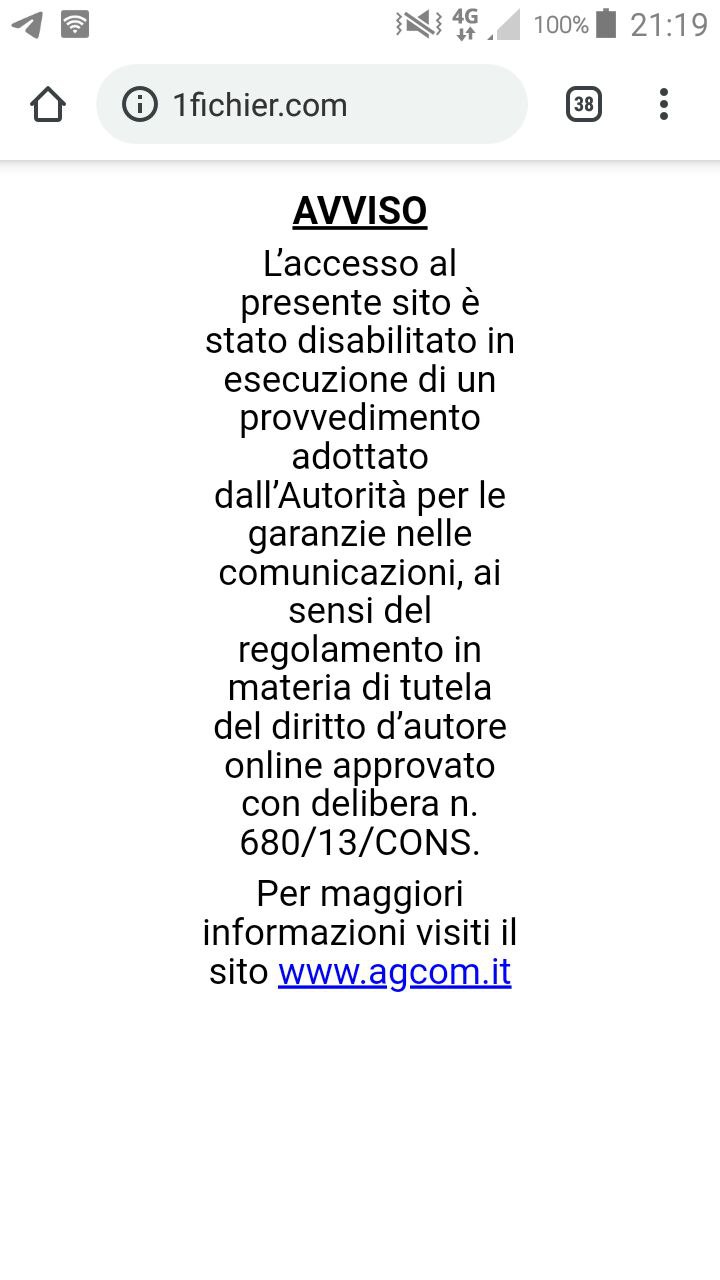 4G 100% 21:19
1fichier.com 38
AVVISO
L’accesso al
presente sito è
stato disabilitato in
esecuzione di un
provvedimento
adottato
dall’Autorità per le
garanzie nelle
comunicazioni, ai
sensi del
regolamento in
materia di tutela
del diritto d’autore
online approvato
con delibera n.
680/13/CONS.
Per maggiori
informazioni visiti il
sito www.agcom.it